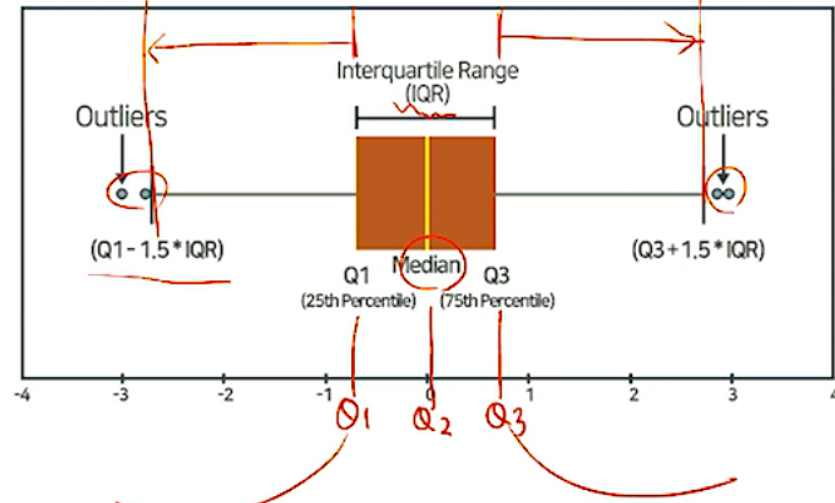 Interquartile Range
(IQR)
Outliers
Outliers
(Q1-1.5*IQR)
(Q3+1.5*IQR)
Median
Q1
Q3
(25th Percentile)
(75th Percentile)
-4 -3 -2 -1 0 1 2 3 4
Q1 Q2 Q3